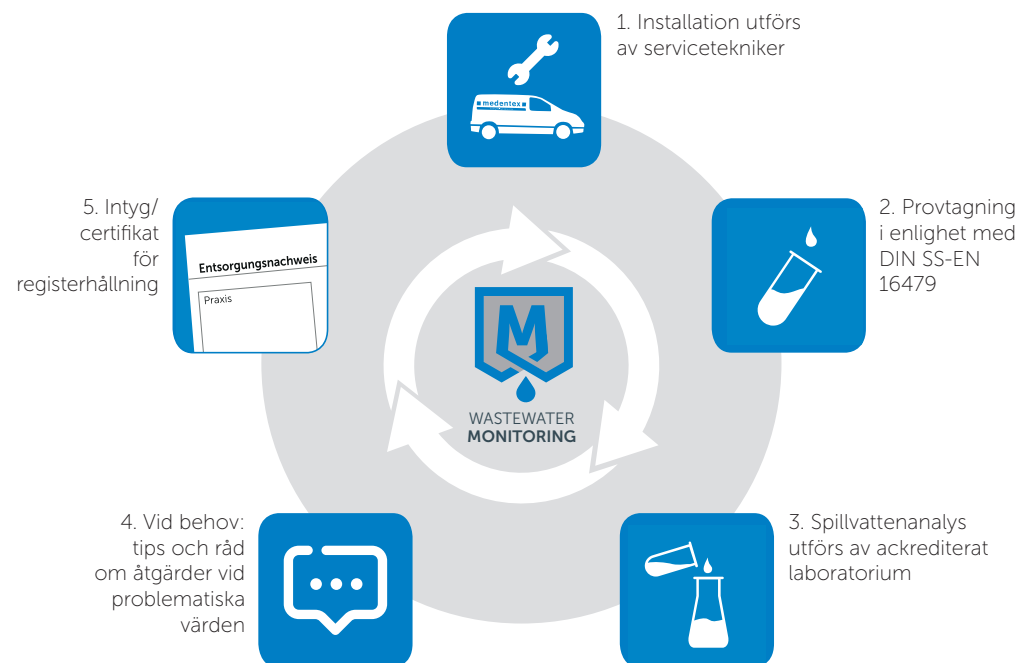 1. Installation utförs
av servicetekniker
medentex
2. Provtagning
i enlighet med
DIN SS-EN
16479
3. Spillvattenanalys
utförs av ackrediterat
laboratorium
4. Vid behov:
tips och råd
om åtgärder vid
problematiska
värden
5. Intyg/
certifikat
för
registerhållning
Entsorgungsnachweis
Praxis
M
WASTEWATER
MONITORING